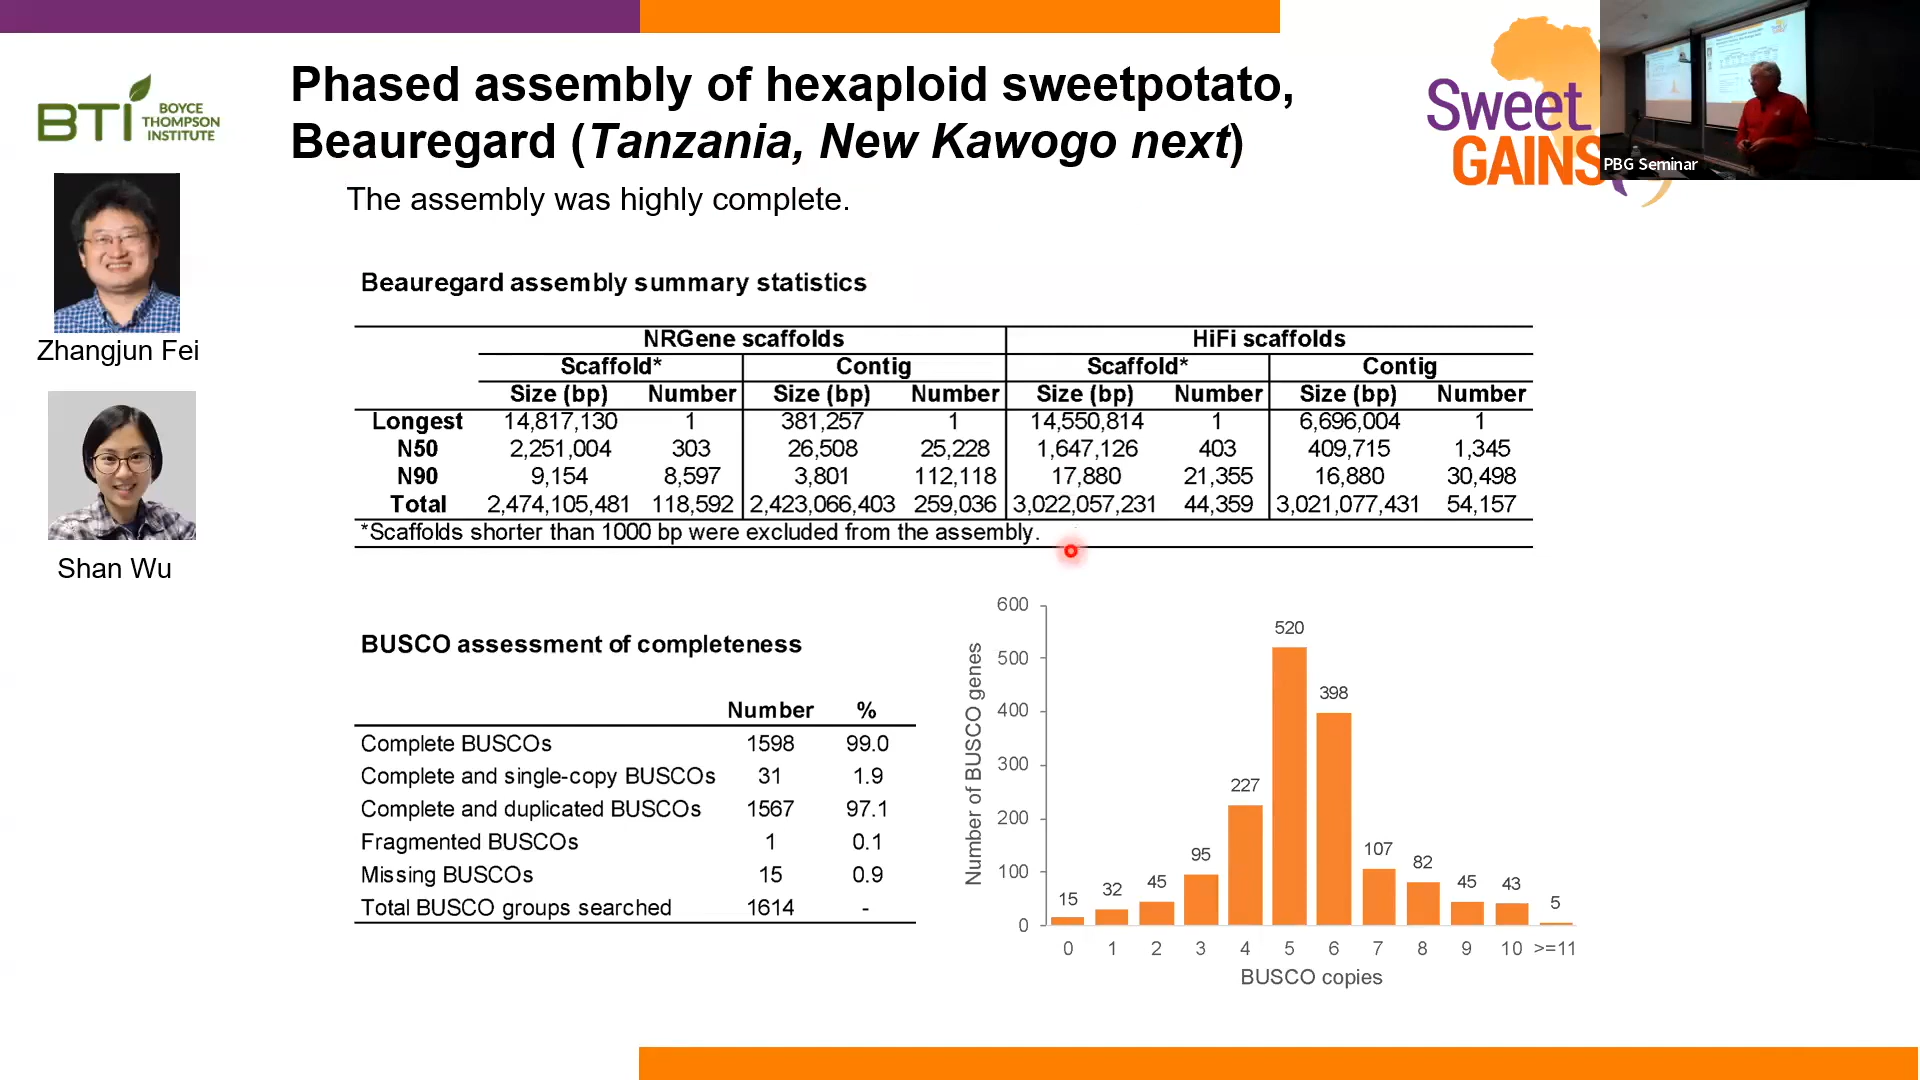 BTI BOYCE THOMPSON INSTITUTE
Phased assembly of hexaploid sweetpotato,
Beauregard (Tanzania, New Kawogo next)
Sweet
GAINS
PBG Seminar
The assembly was highly complete.
Zhangjun Fei
Shan Wu
Beauregard assembly summary statistics
NRGene scaffolds HiFi scaffolds
Scaffold* Contig Scaffold* Contig
Size (bp) Number Size (bp) Number Size (bp) Number Size (bp) Number
Longest 14,817,130 1 381,257 1 14,550,814 1 6,696,004 1
N50 2,251,004 303 26,508 25,228 1,647,126 403 409,715 1,345
N90 9,154 8,597 3,801 112,118 17,880 21,355 16,880 30,498
Total 2,474,105,481 118,592 2,423,066,403 259,036 3,022,057,231 44,359 3,021,077,431 54,157
*Scaffolds shorter than 1000 bp were excluded from the assembly.
BUSCO assessment of completeness
Number %
Complete BUSCOs 1598 99.0
Complete and single-copy BUSCOs 31 1.9
Complete and duplicated BUSCOs 1567 97.1
Fragmented BUSCOs 1 0.1
Missing BUSCOs 15 0.9
Total BUSCO groups searched 1614 -
Number of BUSCO genes
600
500
400
300
200
100
0
15 32 45 95 227 520 398 107 82 45 43 5
0 1 2 3 4 5 6 7 8 9 10 >=11
BUSCO copies